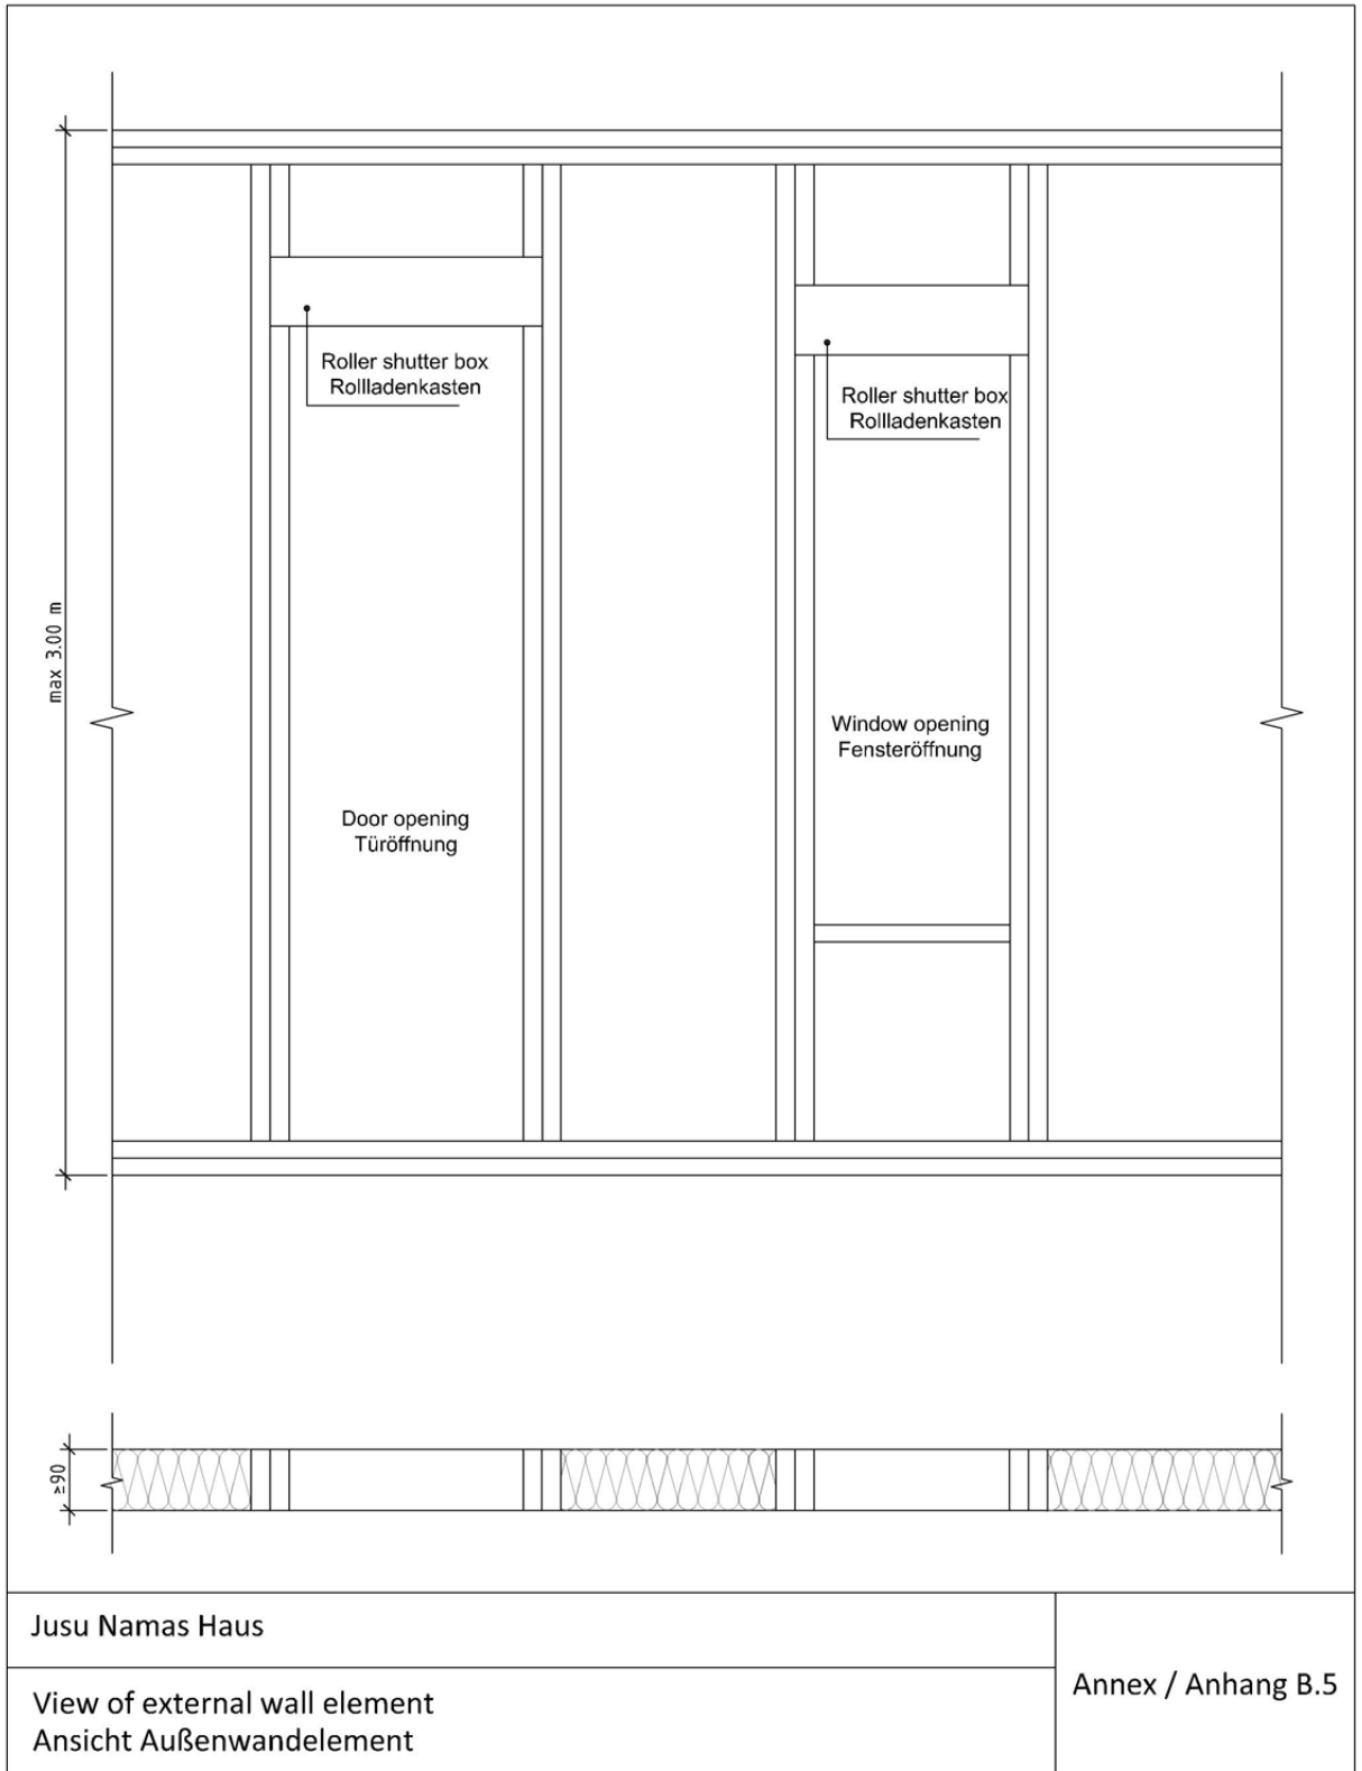 Roller shutter box
Rollladenkasten
Roller shutter box
Rollladenkasten
max 3.00 m
Window opening
Fensteröffnung
Door opening
Türöffnung
≥90
Jusu Namas Haus
View of external wall element
Ansicht Außenwandelement
Annex / Anhang B.5